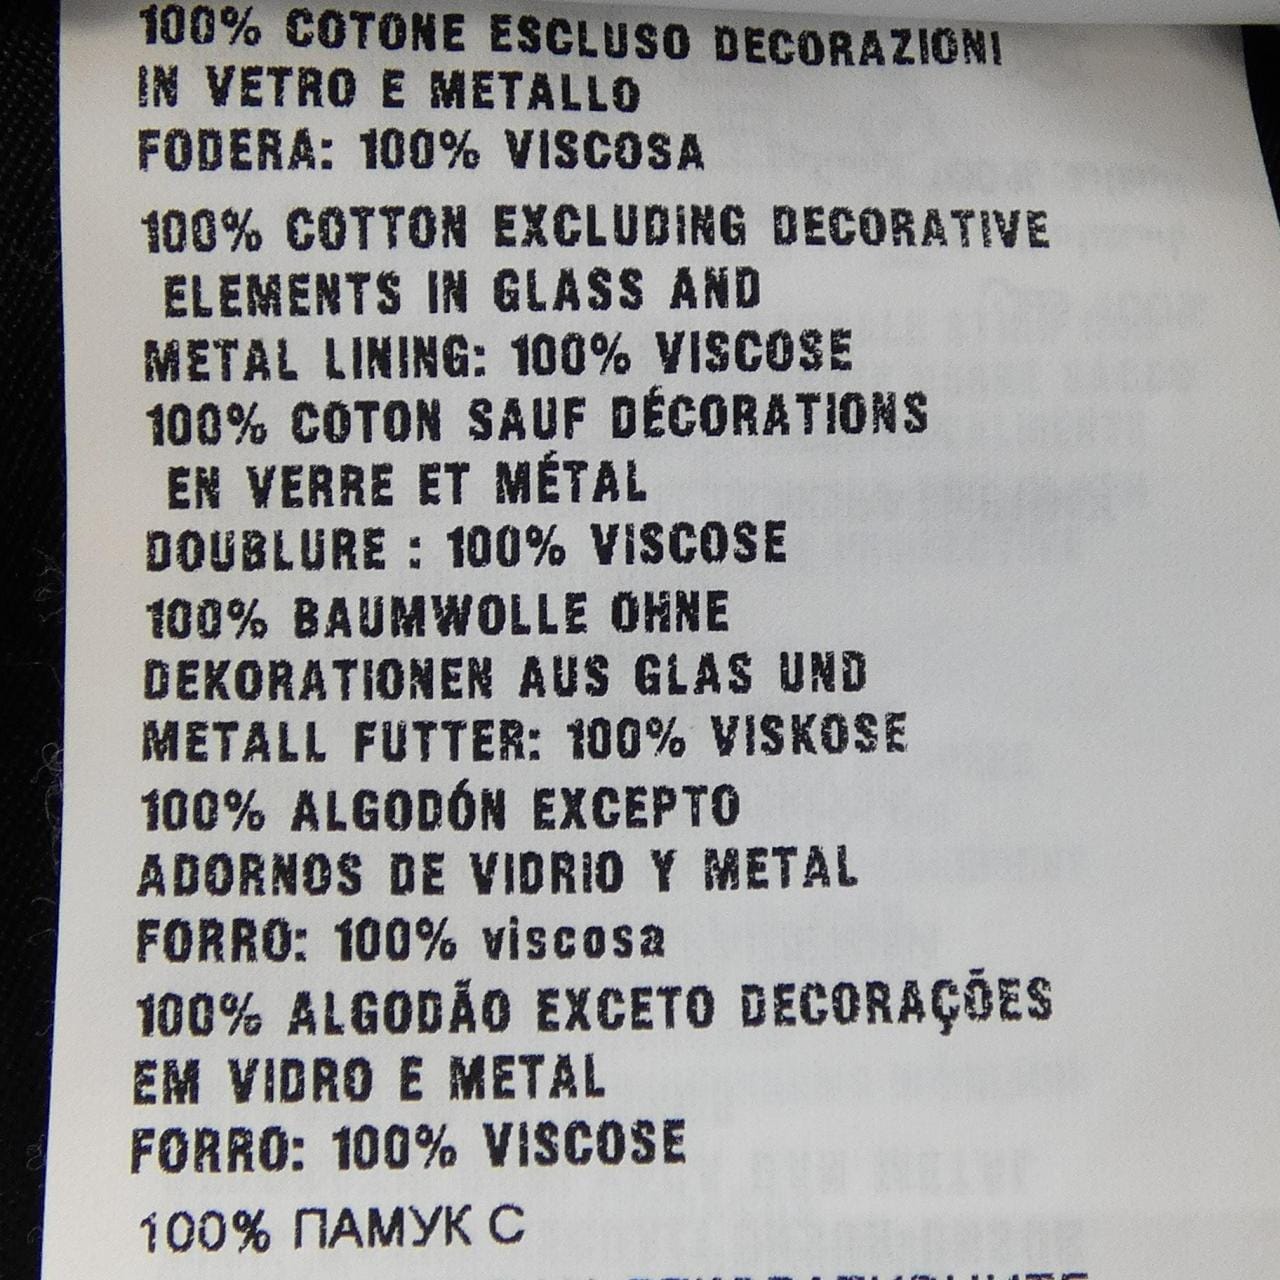 100% COTONE ESCLUSO DECORAZIONI
IN VETRO E METALLO
FODERA: 100% VISCOSA
100% COTTON EXCLUDING DECORATIVE
ELEMENTS IN GLASS AND
METAL LINING: 100% VISCOSE
100% COTON SAUF DÉCORATIONS
EN VERRE ET MÉTAL
DOUBLURE : 100% VISCOSE
100% BAUMWOLLE OHNE
DEKORATIONEN AUS GLAS UND
METALL FUTTER: 100% VISKOSE
100% ALGODÓN EXCEPTO
ADORNOS DE VIDRIO Y METAL
FORRO: 100% viscosa
100% ALGODÃO EXCETO DECORAÇÕES
EM VIDRO E METAL
FORRO: 100% VISCOSE
100% ПАМУК С